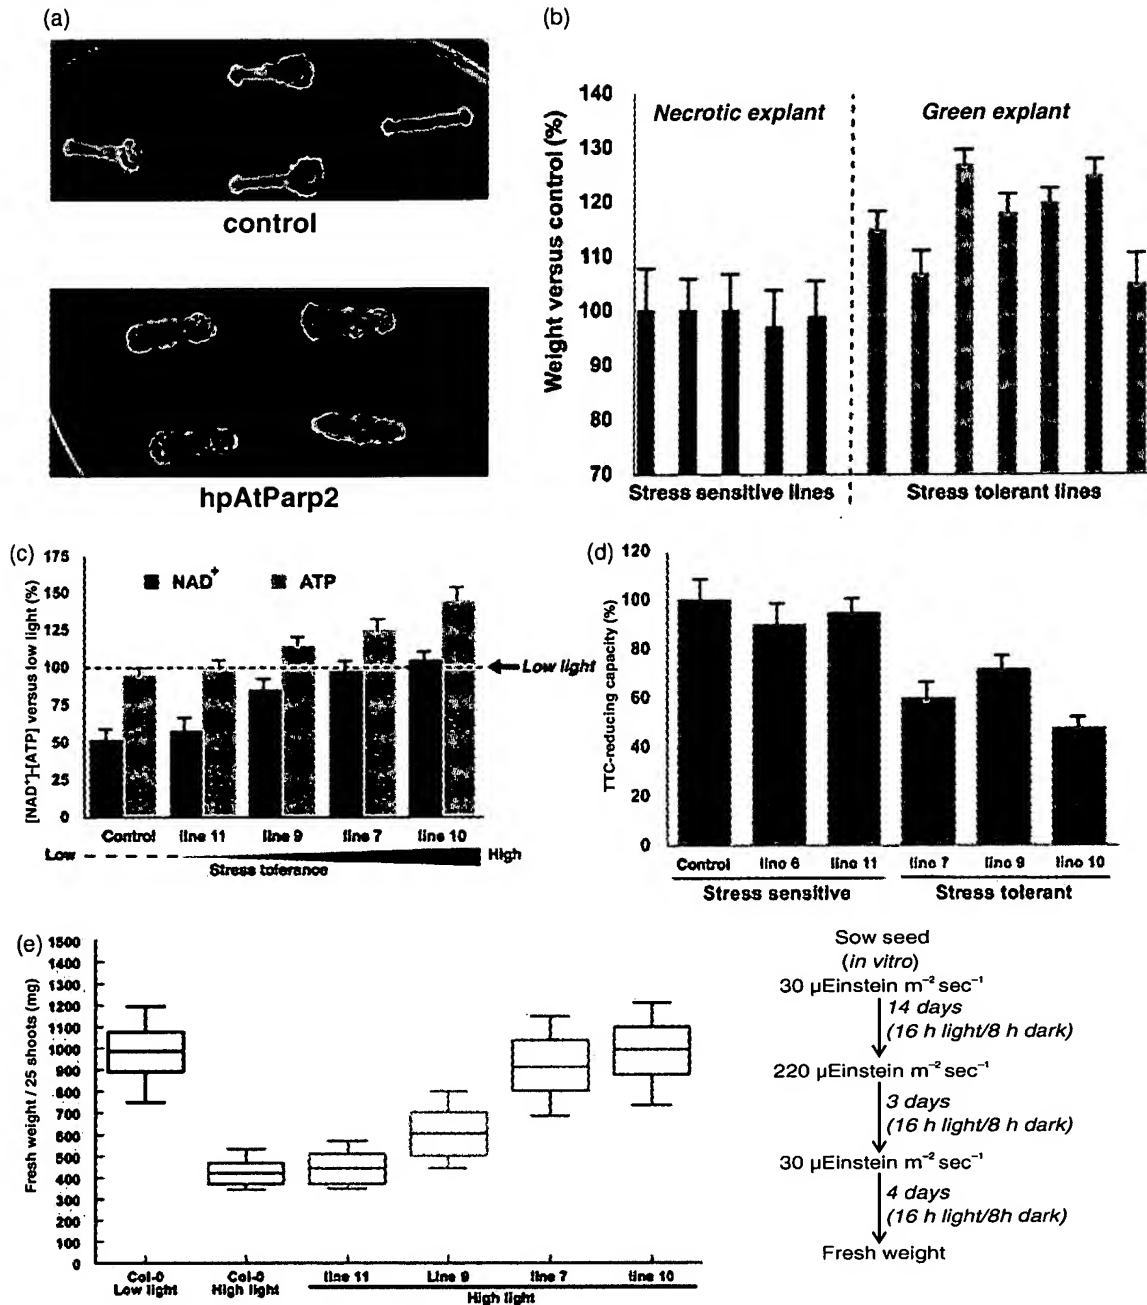 (a)
control
hpAtParp2
(b)
Weight versus control (%)
140
130
120
110
100
90
80
70
Necrotic explant
Green explant
Stress sensitive lines
Stress tolerant lines
(c)
[NAD+]-[ATP] versus low light (%)
175
150
125
100
75
50
25
0
NAD+
ATP
Low light
Control
line 11
line 9
line 7
line 10
Low
High
Stress tolerance
(d)
TTC-reducing capacity (%)
120
100
80
60
40
20
0
Control
line 6
line 11
line 7
line 9
line 10
Stress sensitive
Stress tolerant
(e)
Fresh weight / 25 shoots (mg)
1500
1400
1300
1200
1100
1000
900
800
700
600
500
400
300
200
100
0
Col-0
Low light
Col-0
High light
line 11
Line 9
line 7
line 10
High light
Sow seed
(in vitro)
30 µEinstein m⁻² sec⁻¹
14 days
(16 h light/8 h dark)
220 µEinstein m⁻² sec⁻¹
3 days
(16 h light/8 h dark)
30 µEinstein m⁻² sec⁻¹
4 days
(16 h light/8h dark)
Fresh weight